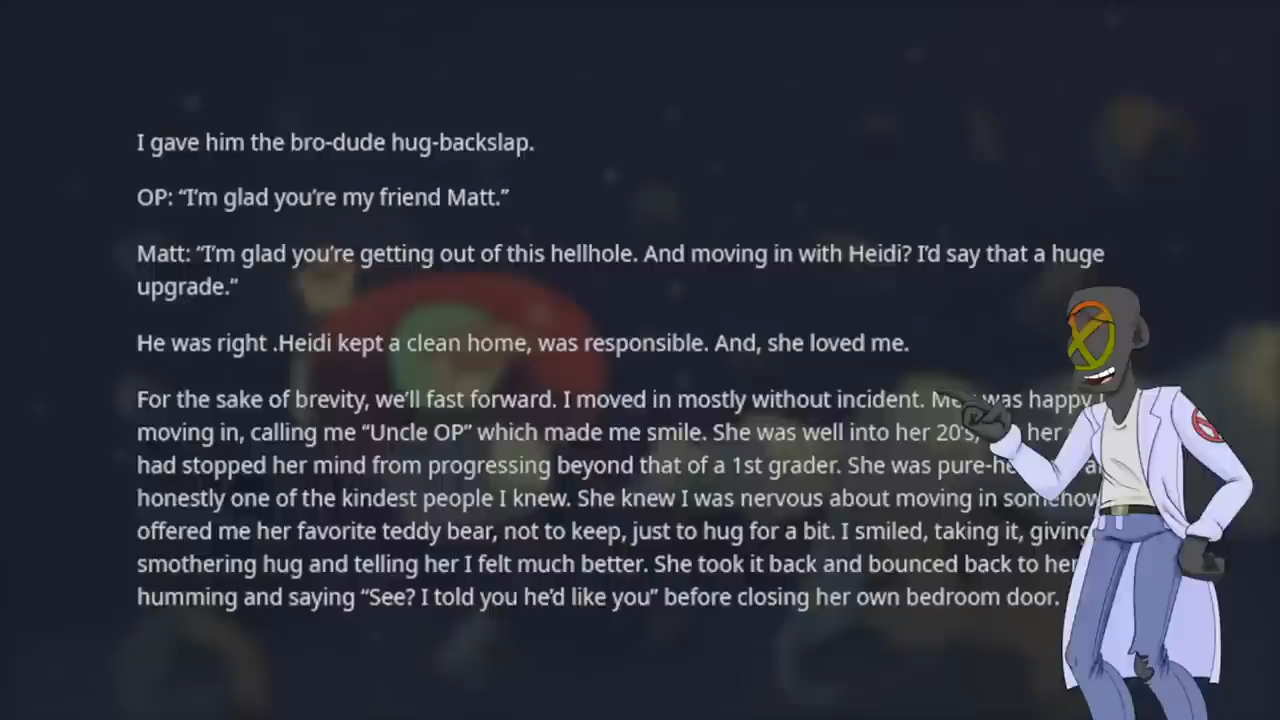 I gave him the bro-dude hug-backslap.
OP: “I’m glad you’re my friend Matt.”
Matt: “I’m glad you’re getting out of this hellhole. And moving in with Heidi? I’d say that a huge
upgrade.”
He was right .Heidi kept a clean home, was responsible. And, she loved me.
For the sake of brevity, we’ll fast forward. I moved in mostly without incident. was happy
moving in, calling me “Uncle OP” which made me smile. She was well into her 20’s, her
had stopped her mind from progressing beyond that of a 1st grader. She was
honestly one of the kindest people I knew. She knew I was nervous about moving in somehow
offered me her favorite teddy bear, not to keep, just to hug for a bit. I smiled, taking it, giving
smothering hug and telling her I felt much better. She took it back and bounced back to her
humming and saying “See? I told you he’d like you” before closing her own bedroom door.